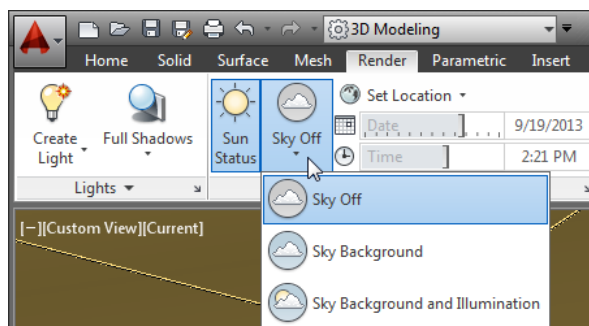 3D Modeling
Home Solid Surface Mesh Render Parametric Insert
Create
Light
Full Shadows
Sun
Status
Sky Off
Set Location
Date 9/19/2013
Time 2:21 PM
Lights
[−][Custom View][Current]
Sky Off
Sky Background
Sky Background and Illumination